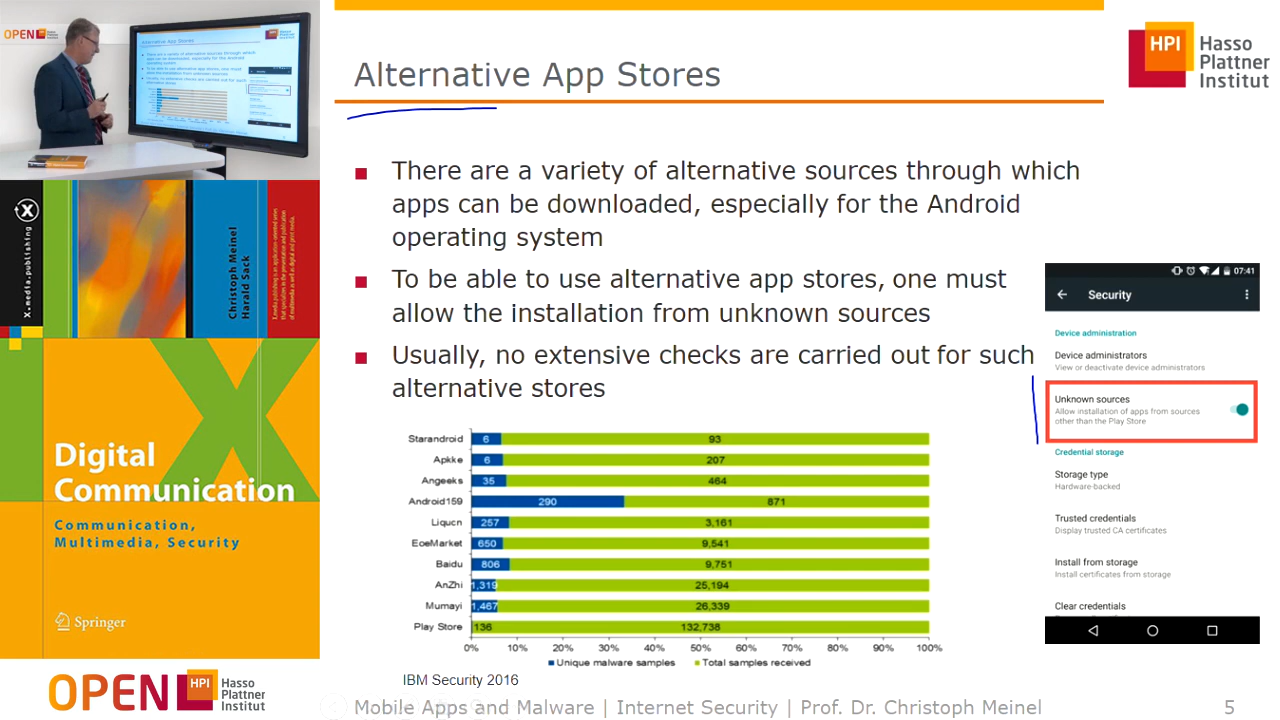 OPEN HPI
Alternative App Stores
HPI Hasso
Plattner
Institut
There are a variety of alternative sources through which
apps can be downloaded, especially for the Android
operating system
To be able to use alternative app stores, one must
allow the installation from unknown sources
Usually, no extensive checks are carried out for such
alternative stores
X.media.publishing
Christoph Meinel
Harald Sack
Digital
Communication
Communication,
Multimedia, Security
Springer
07:41
Security
Device administration
Device administrators
View or deactivate device administrators
Unknown sources
Allow installation of apps from sources
other than the Play Store
Credential storage
Storage type
Hardware-backed
Trusted credentials
Display trusted CA certificates
Install from storage
Install certificates from storage
Clear credentials
Starandroid 6 93
Apkke 6 207
Angeeks 35 464
Android159 290 871
Liqucn 257 3,161
EoeMarket 650 9,541
Baidu 806 9,751
AnZhi 1,319 25,194
Mumayi 1,467 26,339
Play Store 136 132,738
0% 10% 20% 30% 40% 50% 60% 70% 80% 90% 100%
Unique malware samples Total samples received
IBM Security 2016
OPEN HPI Hasso
Plattner
Institut
Mobile Apps and Malware | Internet Security | Prof. Dr. Christoph Meinel 5